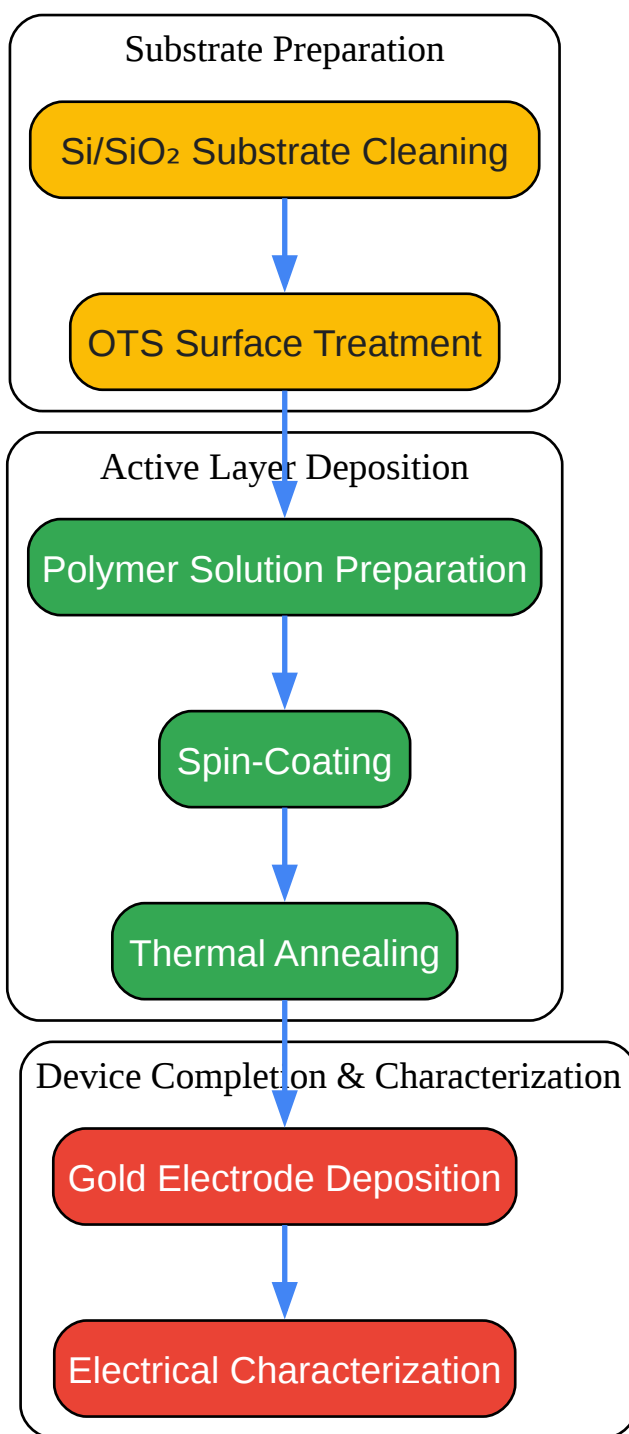 Substrate Preparation
Si/SiO₂ Substrate Cleaning
OTS Surface Treatment
Active Layer Deposition
Polymer Solution Preparation
Spin-Coating
Thermal Annealing
Device Completion & Characterization
Gold Electrode Deposition
Electrical Characterization